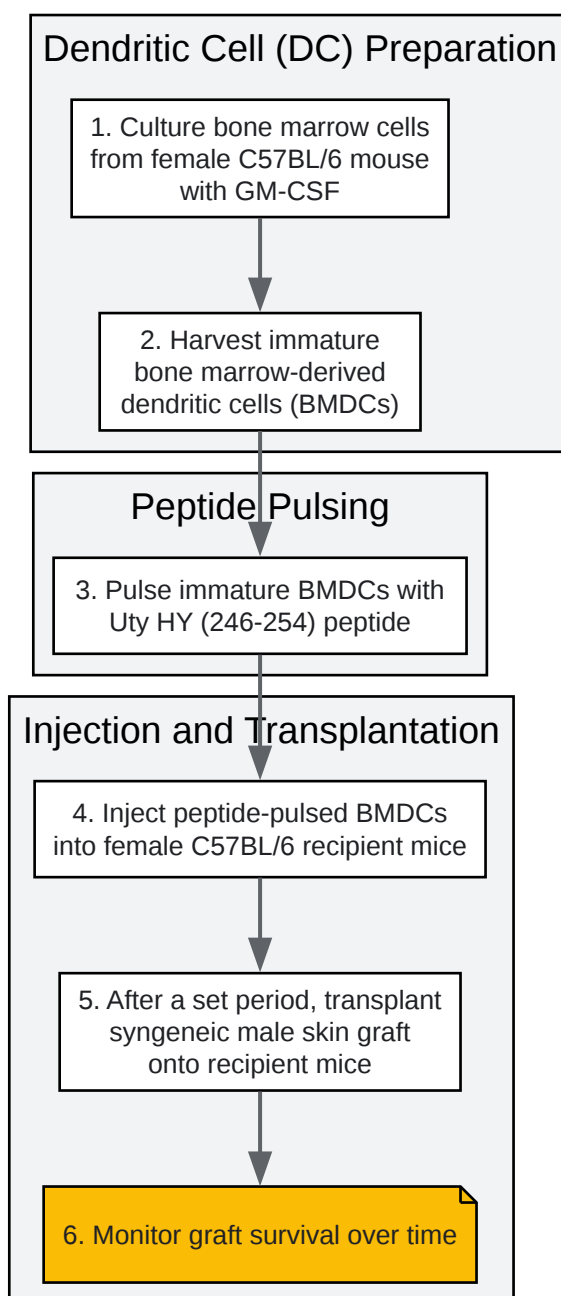 Dendritic Cell (DC) Preparation
1. Culture bone marrow cells
from female C57BL/6 mouse
with GM-CSF
2. Harvest immature
bone marrow-derived
dendritic cells (BMDCs)
Peptide Pulsing
3. Pulse immature BMDCs with
Uty HY (246-254) peptide
Injection and Transplantation
4. Inject peptide-pulsed BMDCs
into female C57BL/6 recipient mice
5. After a set period, transplant
syngeneic male skin graft
onto recipient mice
6. Monitor graft survival over time